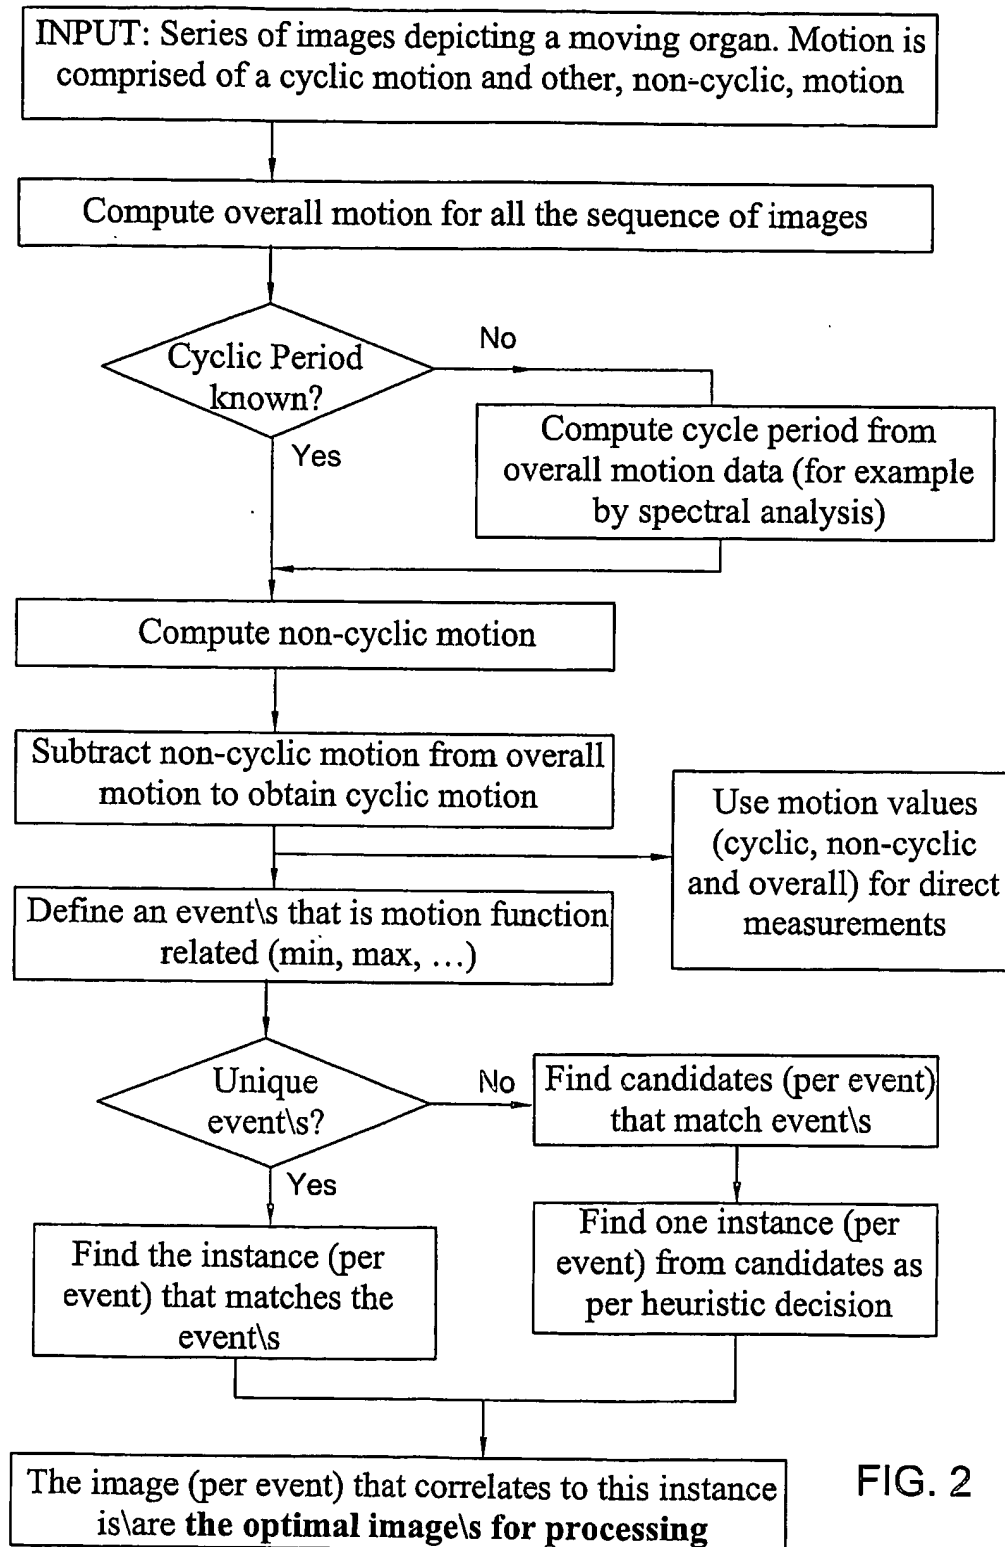 INPUT: Series of images depicting a moving organ. Motion is
comprised of a cyclic motion and other, non-cyclic, motion
Compute overall motion for all the sequence of images
Cyclic Period
known?
No
Yes
Compute cycle period from
overall motion data (for example
by spectral analysis)
Compute non-cyclic motion
Subtract non-cyclic motion from overall
motion to obtain cyclic motion
Use motion values
(cyclic, non-cyclic
and overall) for direct
measurements
Define an event\s that is motion function
related (min, max, …)
Unique
event\s?
No
Yes
Find candidates (per event)
that match event\s
Find the instance (per
event) that matches the
event\s
Find one instance (per
event) from candidates as
per heuristic decision
The image (per event) that correlates to this instance
is\are the optimal image\s for processing
FIG. 2